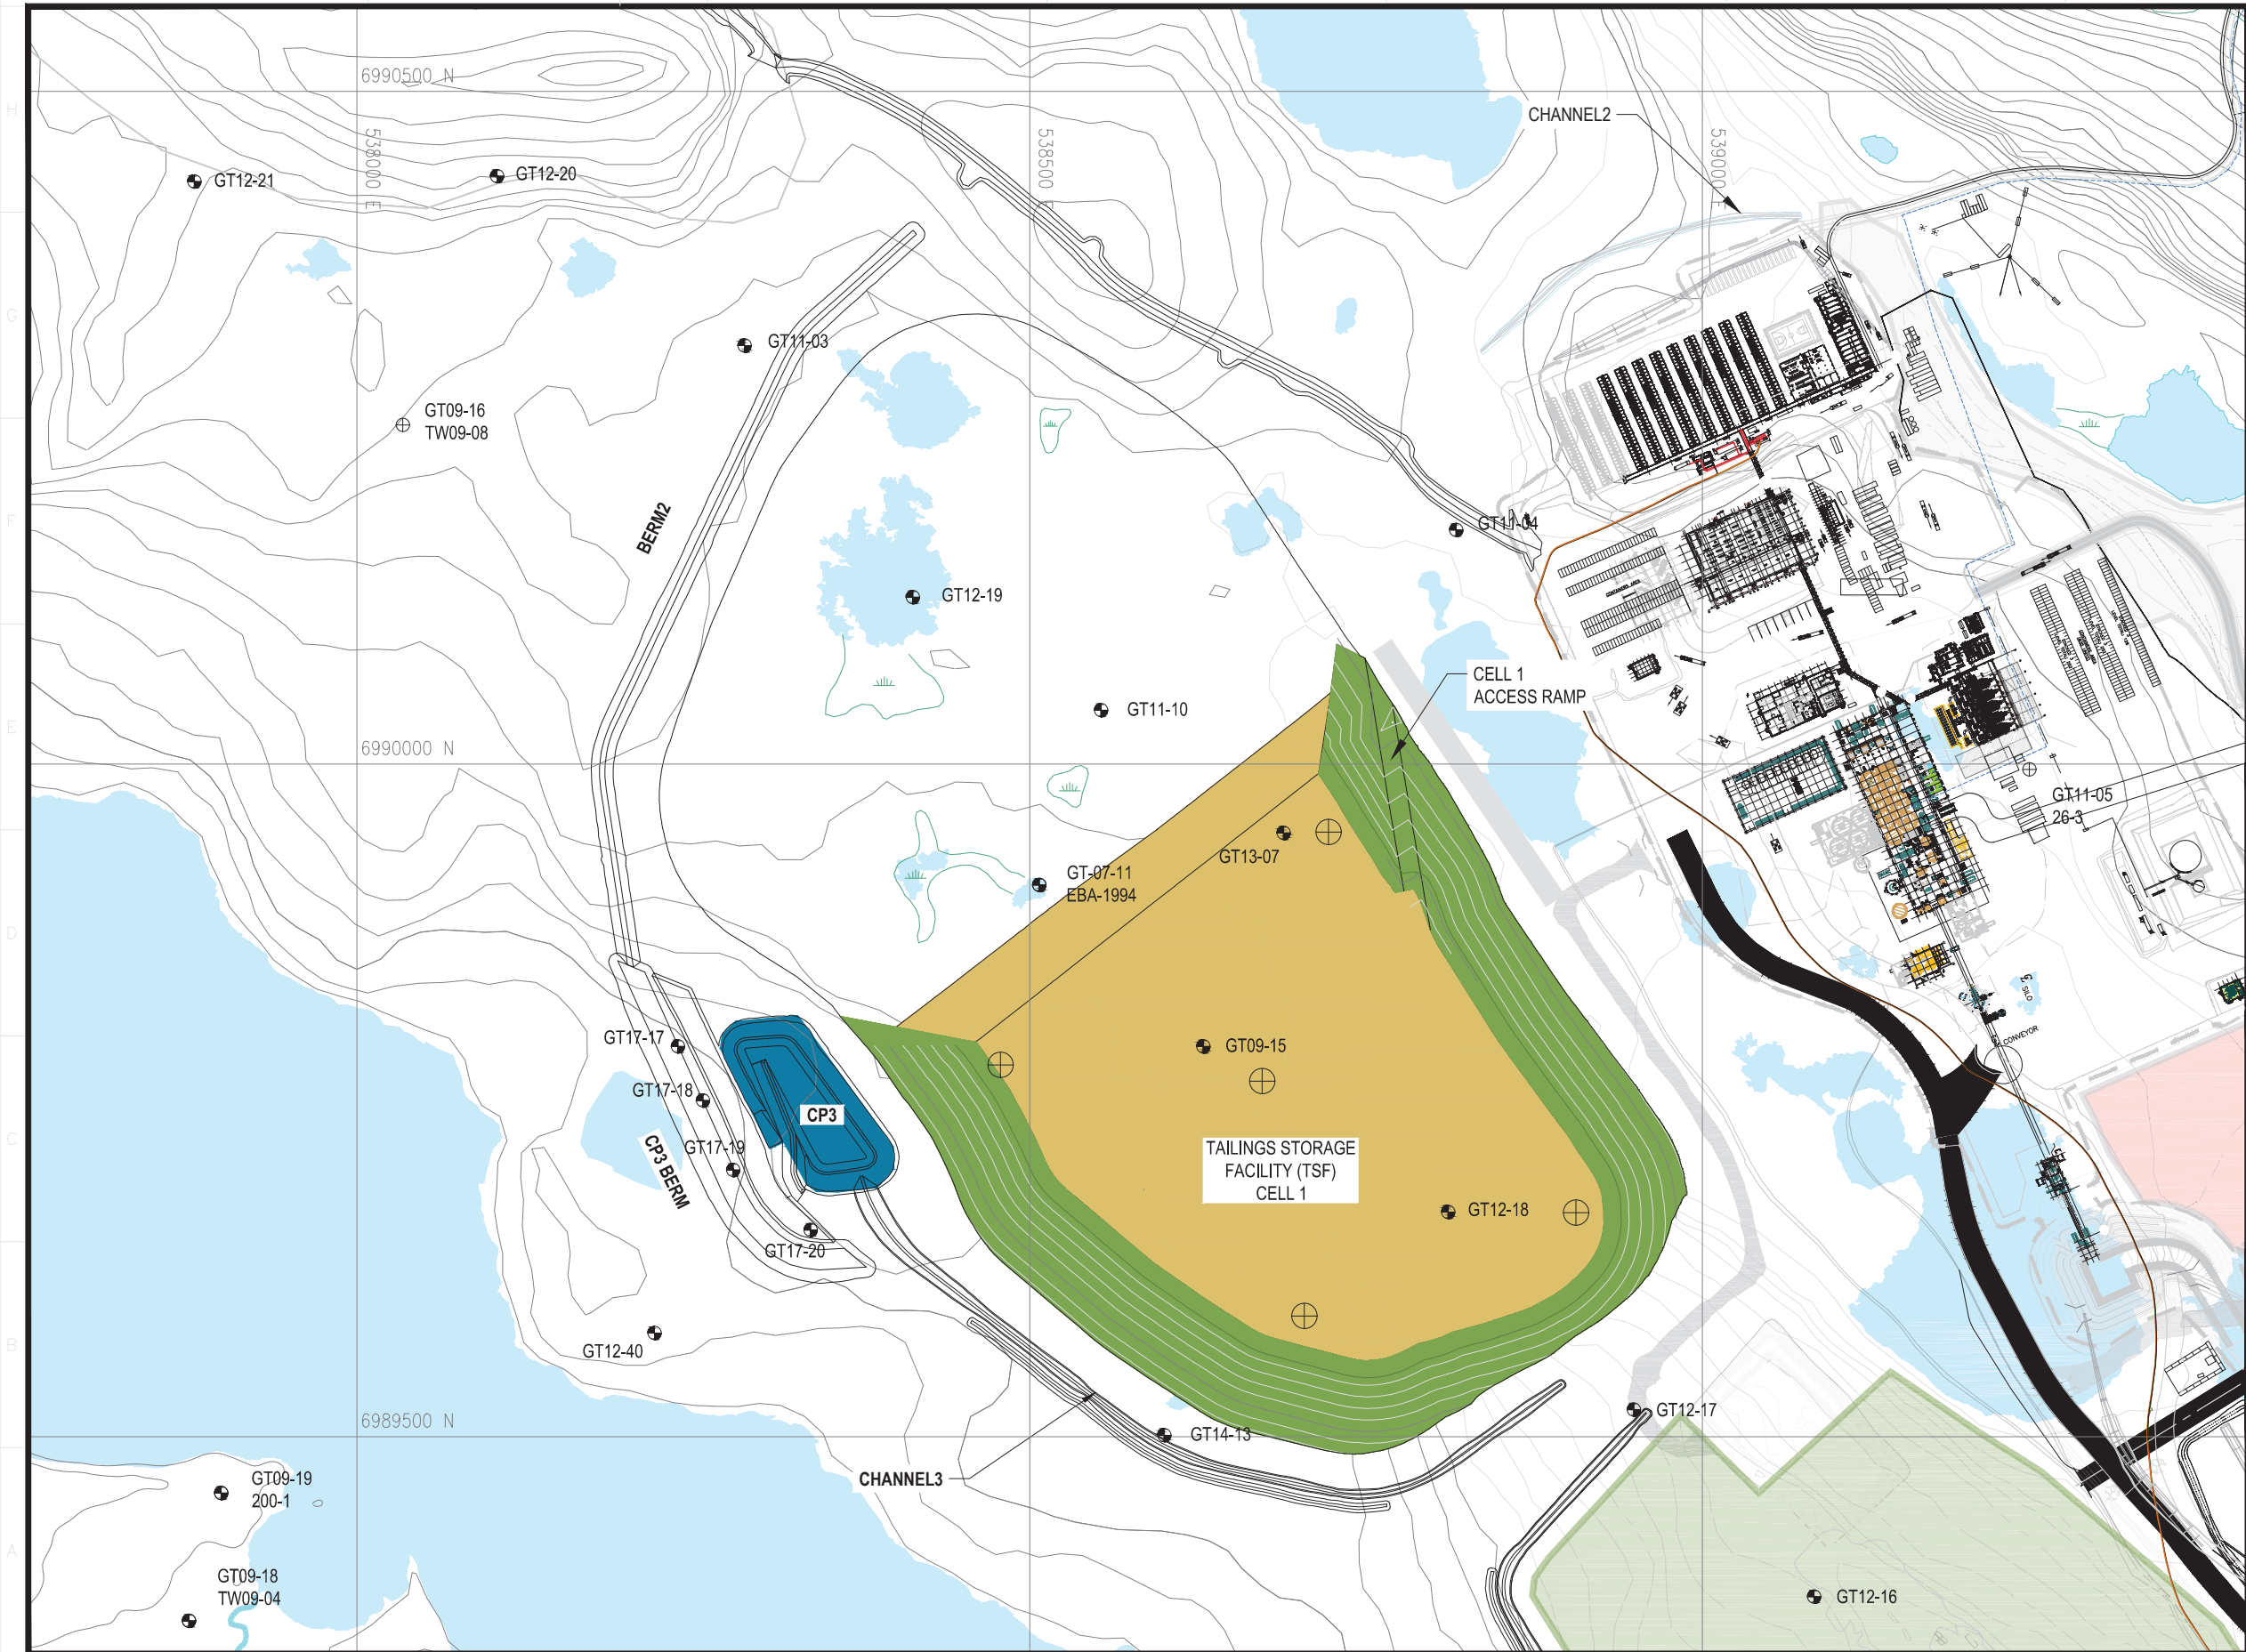 6990500 N
H
CHANNEL2
538000 E
538500 E
539000 E
GT12-21
GT12-20
G
GT11-03
GT09-16
TW09-08
F
BERM2
GT11-04
GT12-19
CELL 1
ACCESS RAMP
GT11-10
E
6990000 N
GT11-05
26-3
GT13-07
GT-07-11
EBA-1994
D
SILO
CONVEYOR
GT17-17
GT09-15
GT17-18
CP3
C
GT17-19
TAILINGS STORAGE
FACILITY (TSF)
CELL 1
CP3 BERM
GT12-18
GT17-20
B
GT12-40
6989500 N
GT12-17
GT14-13
CHANNEL3
GT09-19
200-1
A
GT09-18
TW09-04
GT12-16